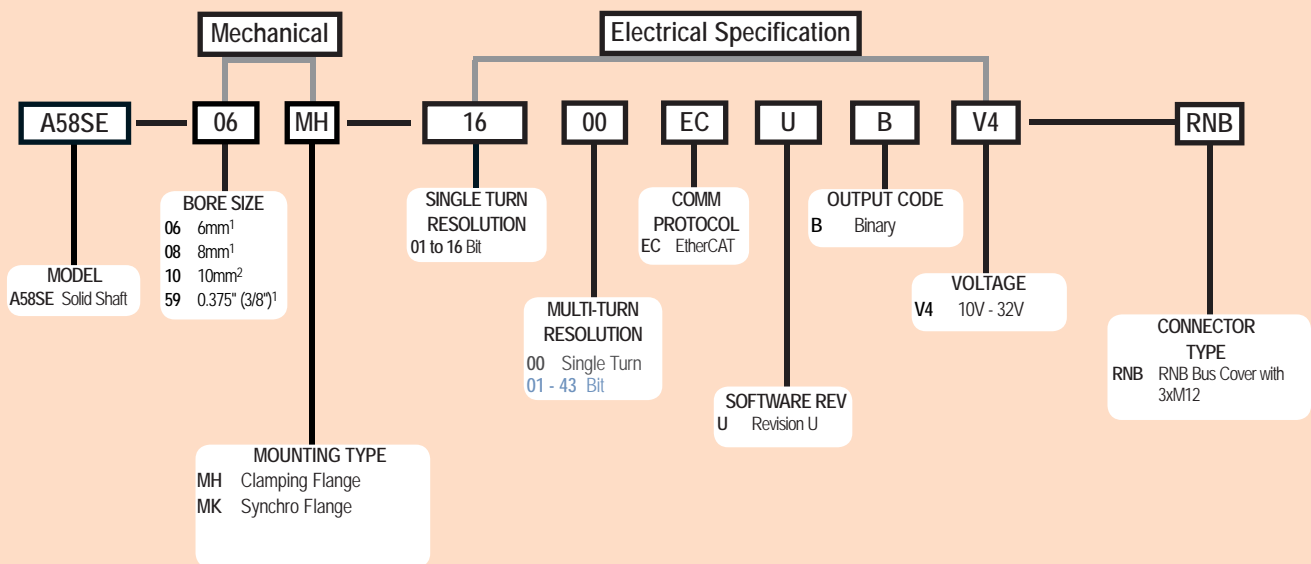 Mechanical
Electrical Specification
A58SE
06
MH
16
00
EC
U
B
V4
RNB
MODEL
A58SE Solid Shaft
BORE SIZE
06 6mm¹
08 8mm¹
10 10mm²
59 0.375" (3/8")¹
MOUNTING TYPE
MH Clamping Flange
MK Synchro Flange
SINGLE TURN
RESOLUTION
01 to 16 Bit
MULTI-TURN
RESOLUTION
00 Single Turn
01 - 43 Bit
COMM
PROTOCOL
EC EtherCAT
SOFTWARE REV
U Revision U
OUTPUT CODE
B Binary
VOLTAGE
V4 10V - 32V
CONNECTOR
TYPE
RNB RNB Bus Cover with
3xM12